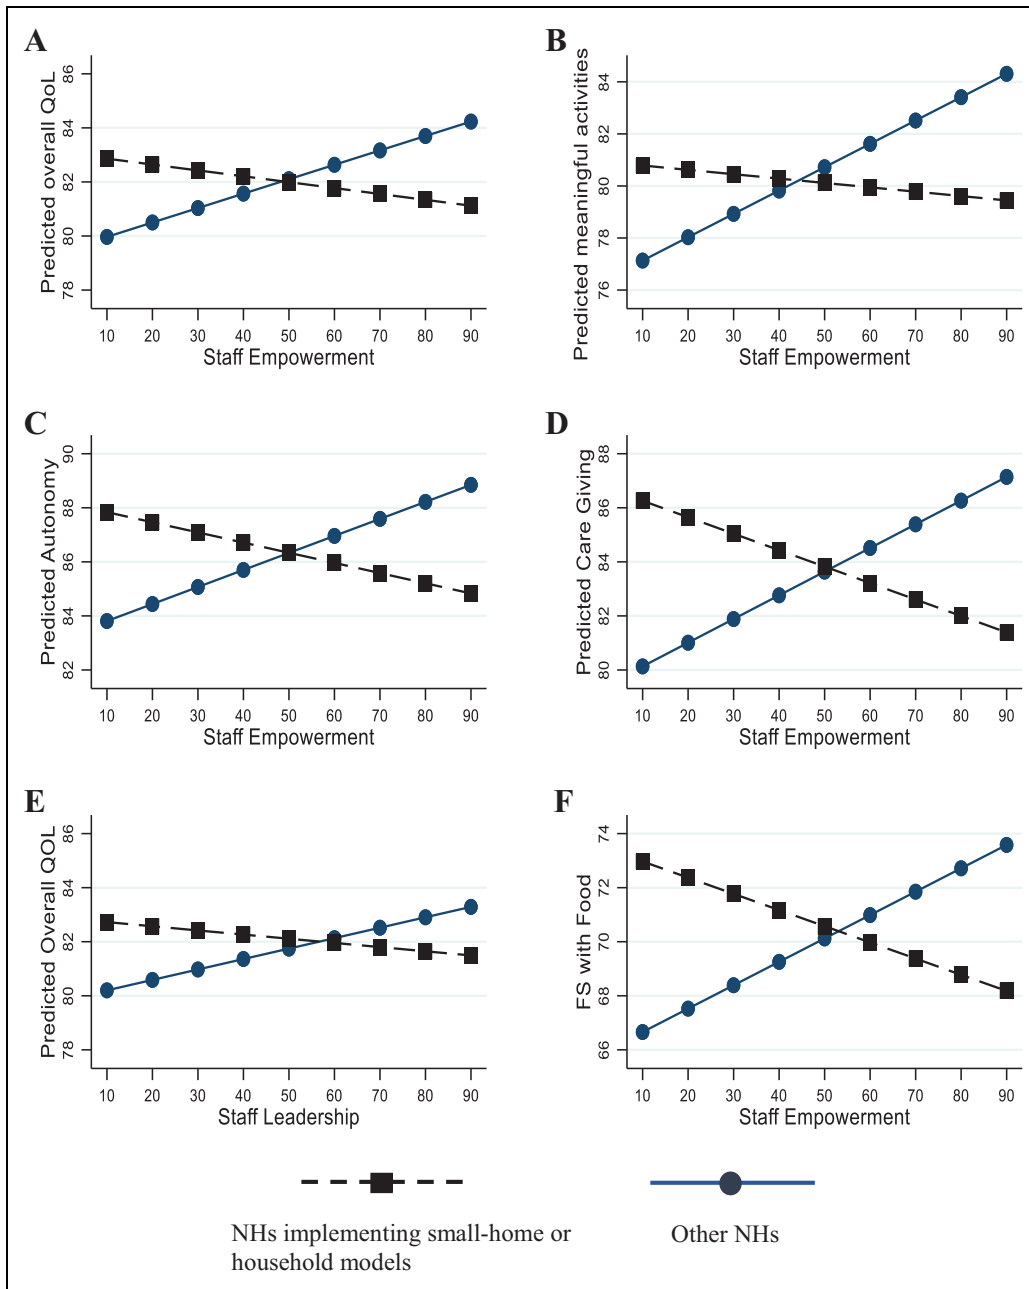 A
Predicted overall QoL
86
84
82
80
78
10 20 30 40 50 60 70 80 90
Staff Empowerment
B
Predicted meaningful activities
84
82
80
78
76
10 20 30 40 50 60 70 80 90
Staff Empowerment
C
Predicted Autonomy
90
88
86
84
82
10 20 30 40 50 60 70 80 90
Staff Empowerment
D
Predicted Care Giving
88
86
84
82
80
10 20 30 40 50 60 70 80 90
Staff Empowerment
E
Predicted Overall QOL
86
84
82
80
78
10 20 30 40 50 60 70 80 90
Staff Leadership
F
FS with Food
74
72
70
68
66
10 20 30 40 50 60 70 80 90
Staff Empowerment
NHs implementing small-home or
household models
Other NHs